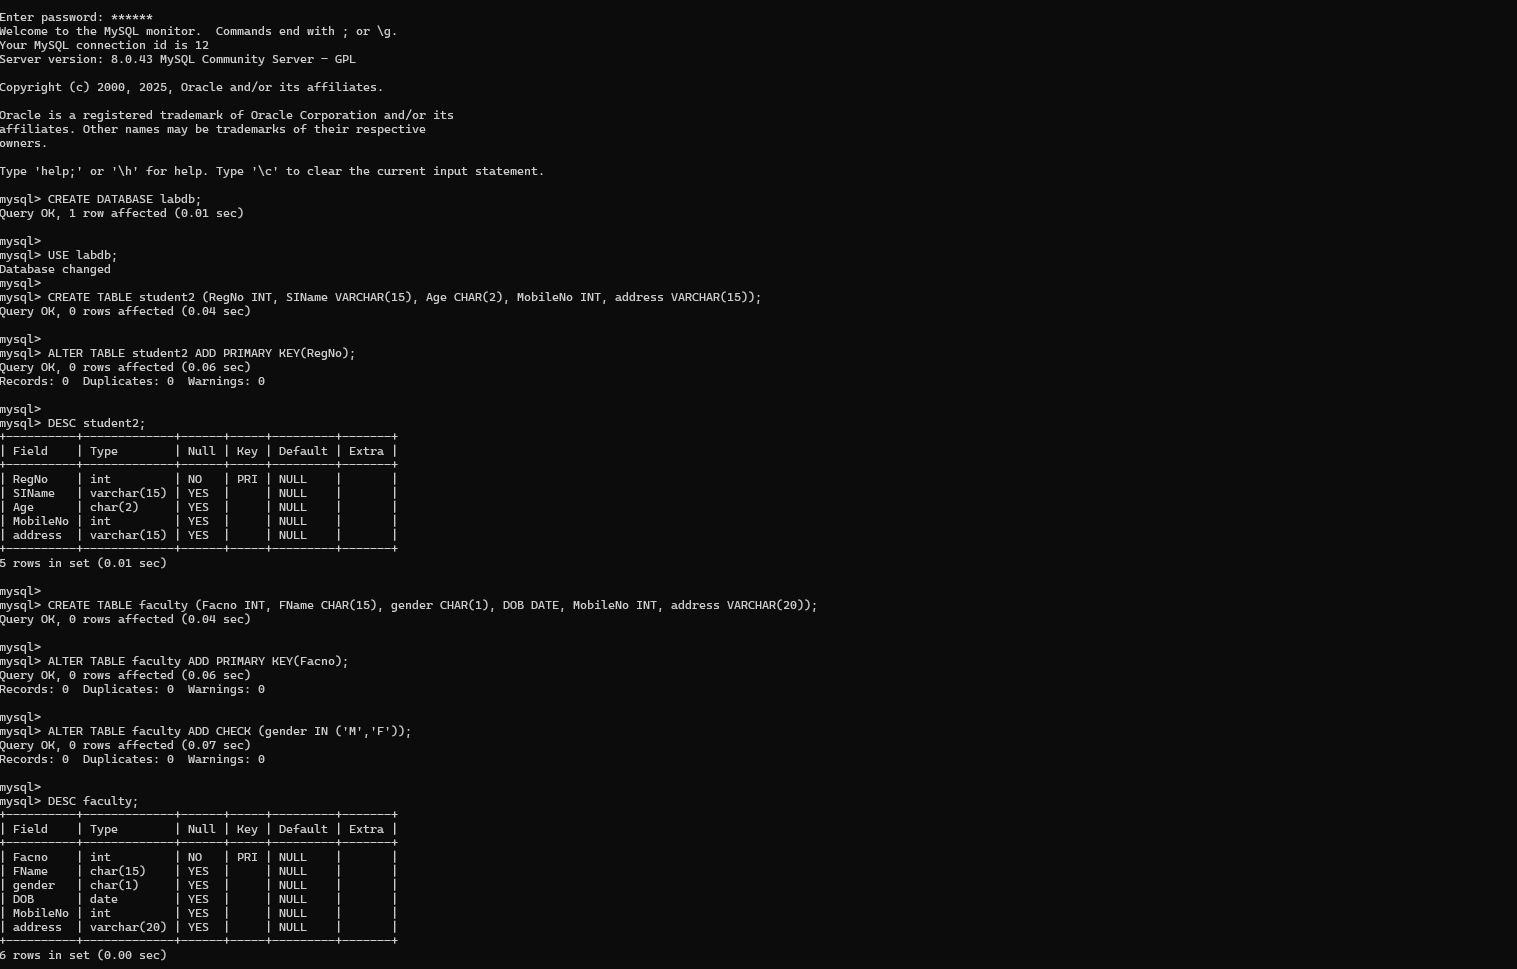 Enter password: ******
Welcome to the MySQL monitor.  Commands end with ; or \g.
Your MySQL connection id is 12
Server version: 8.0.43 MySQL Community Server - GPL

Copyright (c) 2000, 2025, Oracle and/or its affiliates.

Oracle is a registered trademark of Oracle Corporation and/or its
affiliates. Other names may be trademarks of their respective
owners.

Type 'help;' or '\h' for help. Type '\c' to clear the current input statement.

mysql> CREATE DATABASE labdb;
Query OK, 1 row affected (0.01 sec)

mysql>
mysql> USE labdb;
Database changed
mysql>
mysql> CREATE TABLE student2 (RegNo INT, SIName VARCHAR(15), Age CHAR(2), MobileNo INT, address VARCHAR(15));
Query OK, 0 rows affected (0.04 sec)

mysql>
mysql> ALTER TABLE student2 ADD PRIMARY KEY(RegNo);
Query OK, 0 rows affected (0.06 sec)
Records: 0  Duplicates: 0  Warnings: 0

mysql>
mysql> DESC student2;
+----------+-------------+------+-----+---------+-------+
| Field    | Type        | Null | Key | Default | Extra |
+----------+-------------+------+-----+---------+-------+
| RegNo    | int         | NO   | PRI | NULL    |       |
| SIName   | varchar(15) | YES  |     | NULL    |       |
| Age      | char(2)     | YES  |     | NULL    |       |
| MobileNo | int         | YES  |     | NULL    |       |
| address  | varchar(15) | YES  |     | NULL    |       |
+----------+-------------+------+-----+---------+-------+
5 rows in set (0.01 sec)

mysql>
mysql> CREATE TABLE faculty (Facno INT, FName CHAR(15), gender CHAR(1), DOB DATE, MobileNo INT, address VARCHAR(20));
Query OK, 0 rows affected (0.04 sec)

mysql>
mysql> ALTER TABLE faculty ADD PRIMARY KEY(Facno);
Query OK, 0 rows affected (0.06 sec)
Records: 0  Duplicates: 0  Warnings: 0

mysql>
mysql> ALTER TABLE faculty ADD CHECK (gender IN ('M','F'));
Query OK, 0 rows affected (0.07 sec)
Records: 0  Duplicates: 0  Warnings: 0

mysql>
mysql> DESC faculty;
+----------+-------------+------+-----+---------+-------+
| Field    | Type        | Null | Key | Default | Extra |
+----------+-------------+------+-----+---------+-------+
| Facno    | int         | NO   | PRI | NULL    |       |
| FName    | char(15)    | YES  |     | NULL    |       |
| gender   | char(1)     | YES  |     | NULL    |       |
| DOB      | date        | YES  |     | NULL    |       |
| MobileNo | int         | YES  |     | NULL    |       |
| address  | varchar(20) | YES  |     | NULL    |       |
+----------+-------------+------+-----+---------+-------+
6 rows in set (0.00 sec)